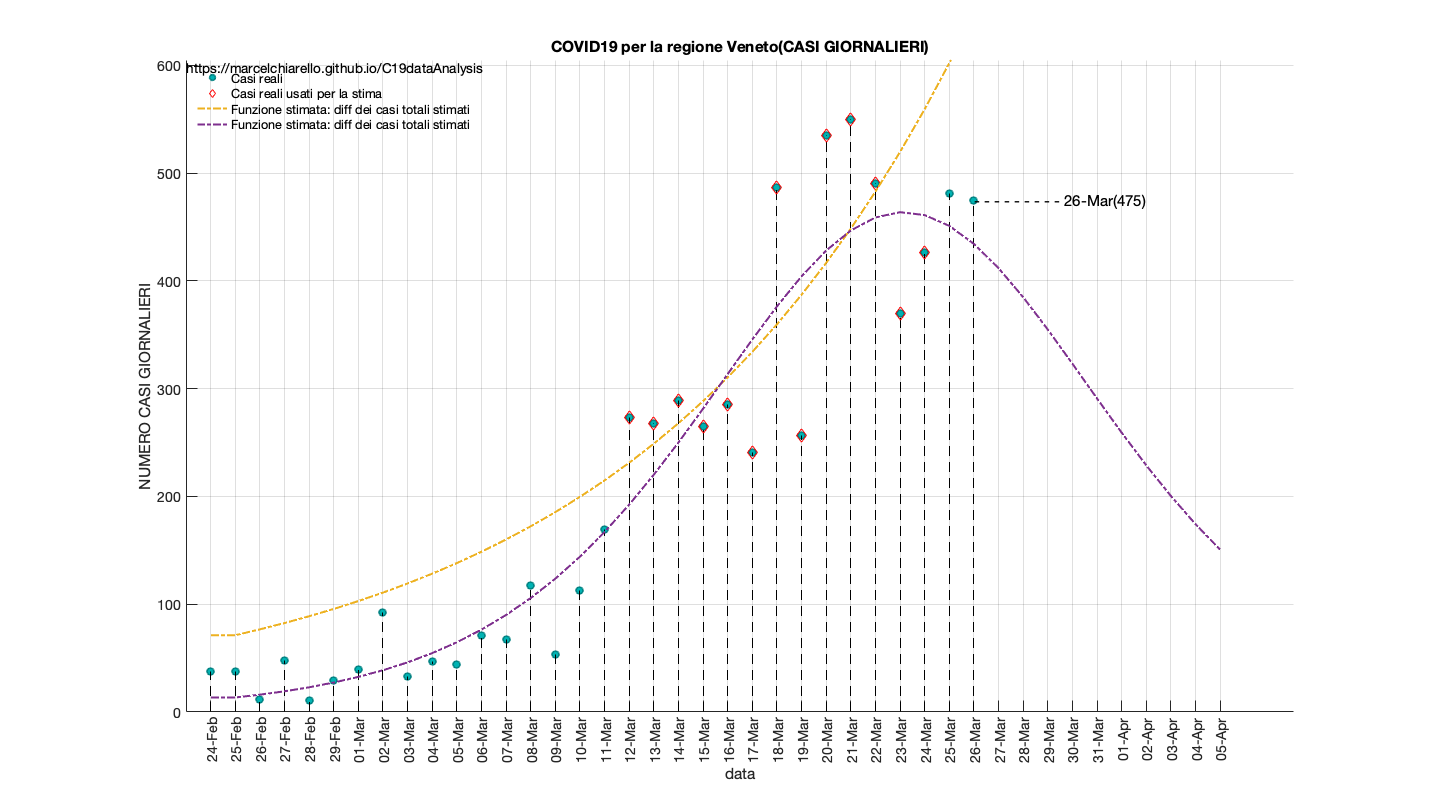 COVID19 per la regione Veneto(CASI GIORNALIERI)
https://marcelchiarello.github.io/C19dataAnalysis
Casi reali
Casi reali usati per la stima
Funzione stimata: diff dei casi totali stimati
Funzione stimata: diff dei casi totali stimati
600
500
400
300
200
100
0
NUMERO CASI GIORNALIERI
26-Mar(475)
24-Feb
25-Feb
26-Feb
27-Feb
28-Feb
29-Feb
01-Mar
02-Mar
03-Mar
04-Mar
05-Mar
06-Mar
07-Mar
08-Mar
09-Mar
10-Mar
11-Mar
12-Mar
13-Mar
14-Mar
15-Mar
16-Mar
17-Mar
18-Mar
19-Mar
20-Mar
21-Mar
22-Mar
23-Mar
24-Mar
25-Mar
26-Mar
27-Mar
28-Mar
29-Mar
30-Mar
31-Mar
01-Apr
02-Apr
03-Apr
04-Apr
05-Apr
data